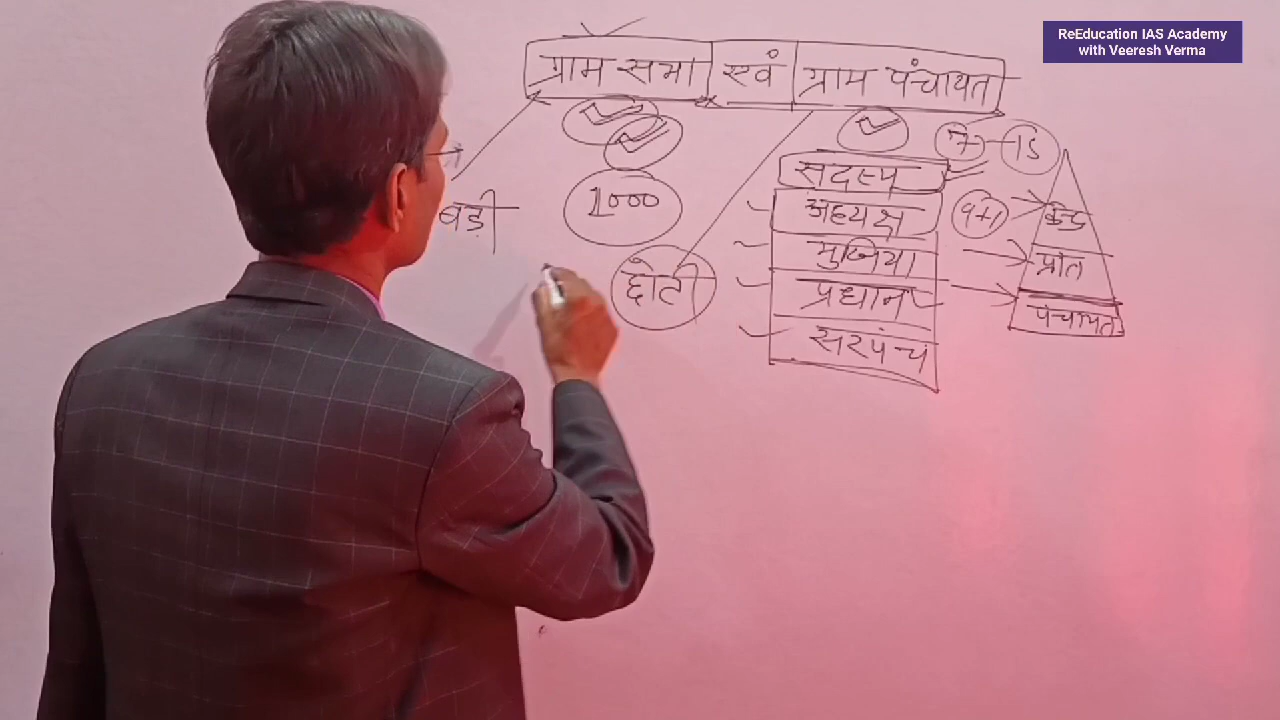 ReEducation IAS Academy
with Veeresh Verma
ग्राम सभा एवं ग्राम पंचायत
7-15
सदस्य
बड़ी
1000
अध्यक्ष
9+1
केन्द्र
मुखिया
प्रांत
छोटी
प्रधान
पंचायत
सरपंच